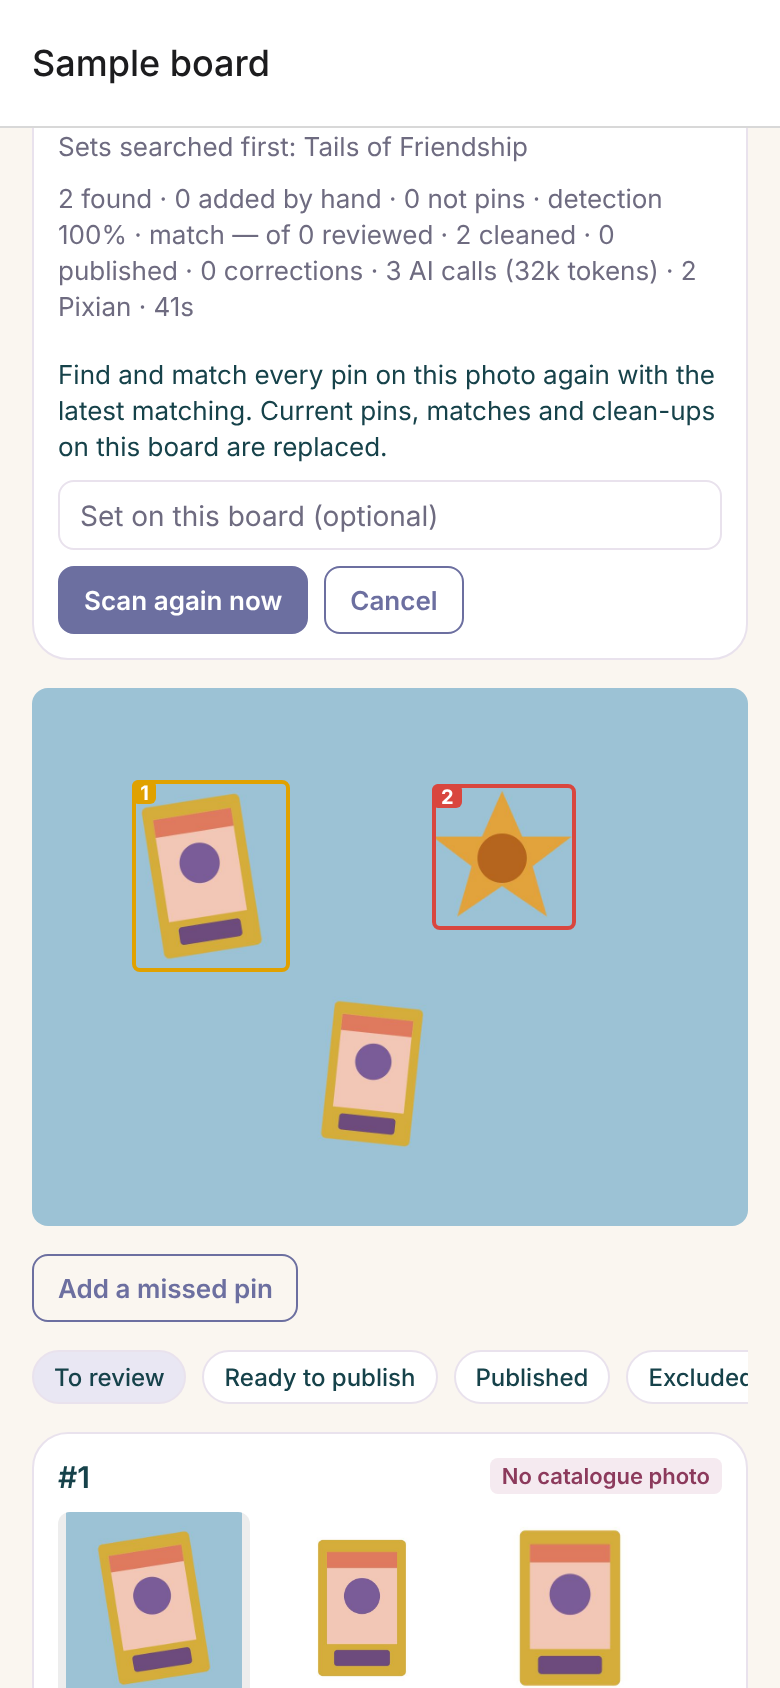 Sample board
Sets searched first: Tails of Friendship
2 found · 0 added by hand · 0 not pins · detection
100% · match — of 0 reviewed · 2 cleaned · 0
published · 0 corrections · 3 AI calls (32k tokens) · 2
Pixian · 41s
Find and match every pin on this photo again with the
latest matching. Current pins, matches and clean-ups
on this board are replaced.
Set on this board (optional)
Scan again now
Cancel
1
2
Add a missed pin
To review
Ready to publish
Published
Excluded
#1
No catalogue photo